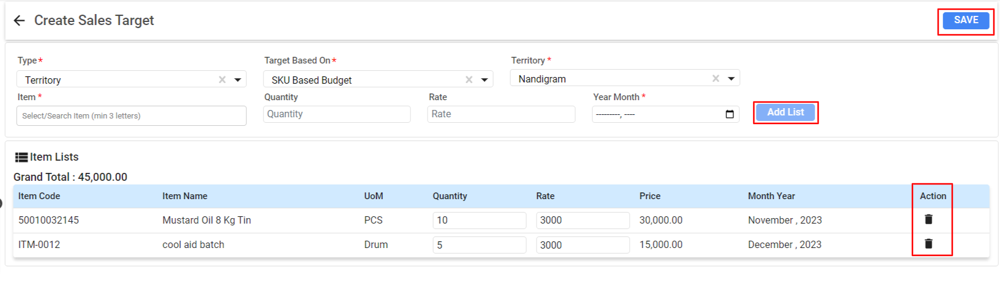 Create Sales Target
SAVE
Type* Target Based On* Territory *
Territory SKU Based Budget Nandigram
Item * Quantity Rate Year Month *
Select/Search Item (min 3 letters) Quantity Rate ---------, ---- Add List
Item Lists
Grand Total : 45,000.00
Item Code Item Name UoM Quantity Rate Price Month Year Action
50010032145 Mustard Oil 8 Kg Tin PCS 10 3000 30,000.00 November , 2023
ITM-0012 cool aid batch Drum 5 3000 15,000.00 December , 2023